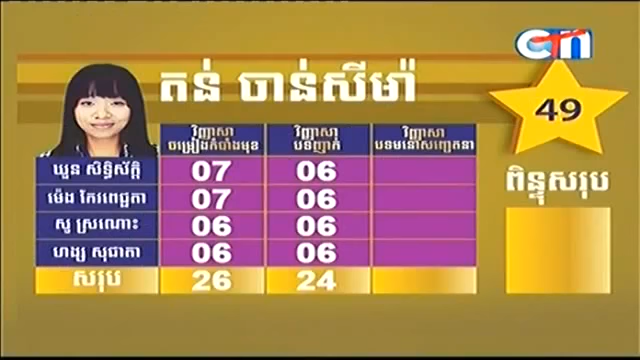 CTN
តន់ ចាន់សីម៉ា
49
វិញ្ញាសា
ចម្រៀងកំបាំងមុខ
វិញ្ញាសា
បទញាក់
វិញ្ញាសា
បទមនោសញ្ចេតនា
ឃួន សិទ្ធិស័ក្តិ
07
06
ម៉េង កែវពេជ្ជតា
07
06
សូ ស្រណោះ
06
06
ហង្ស សុជាតា
06
06
សរុប
26
24
ពិន្ទុសរុប